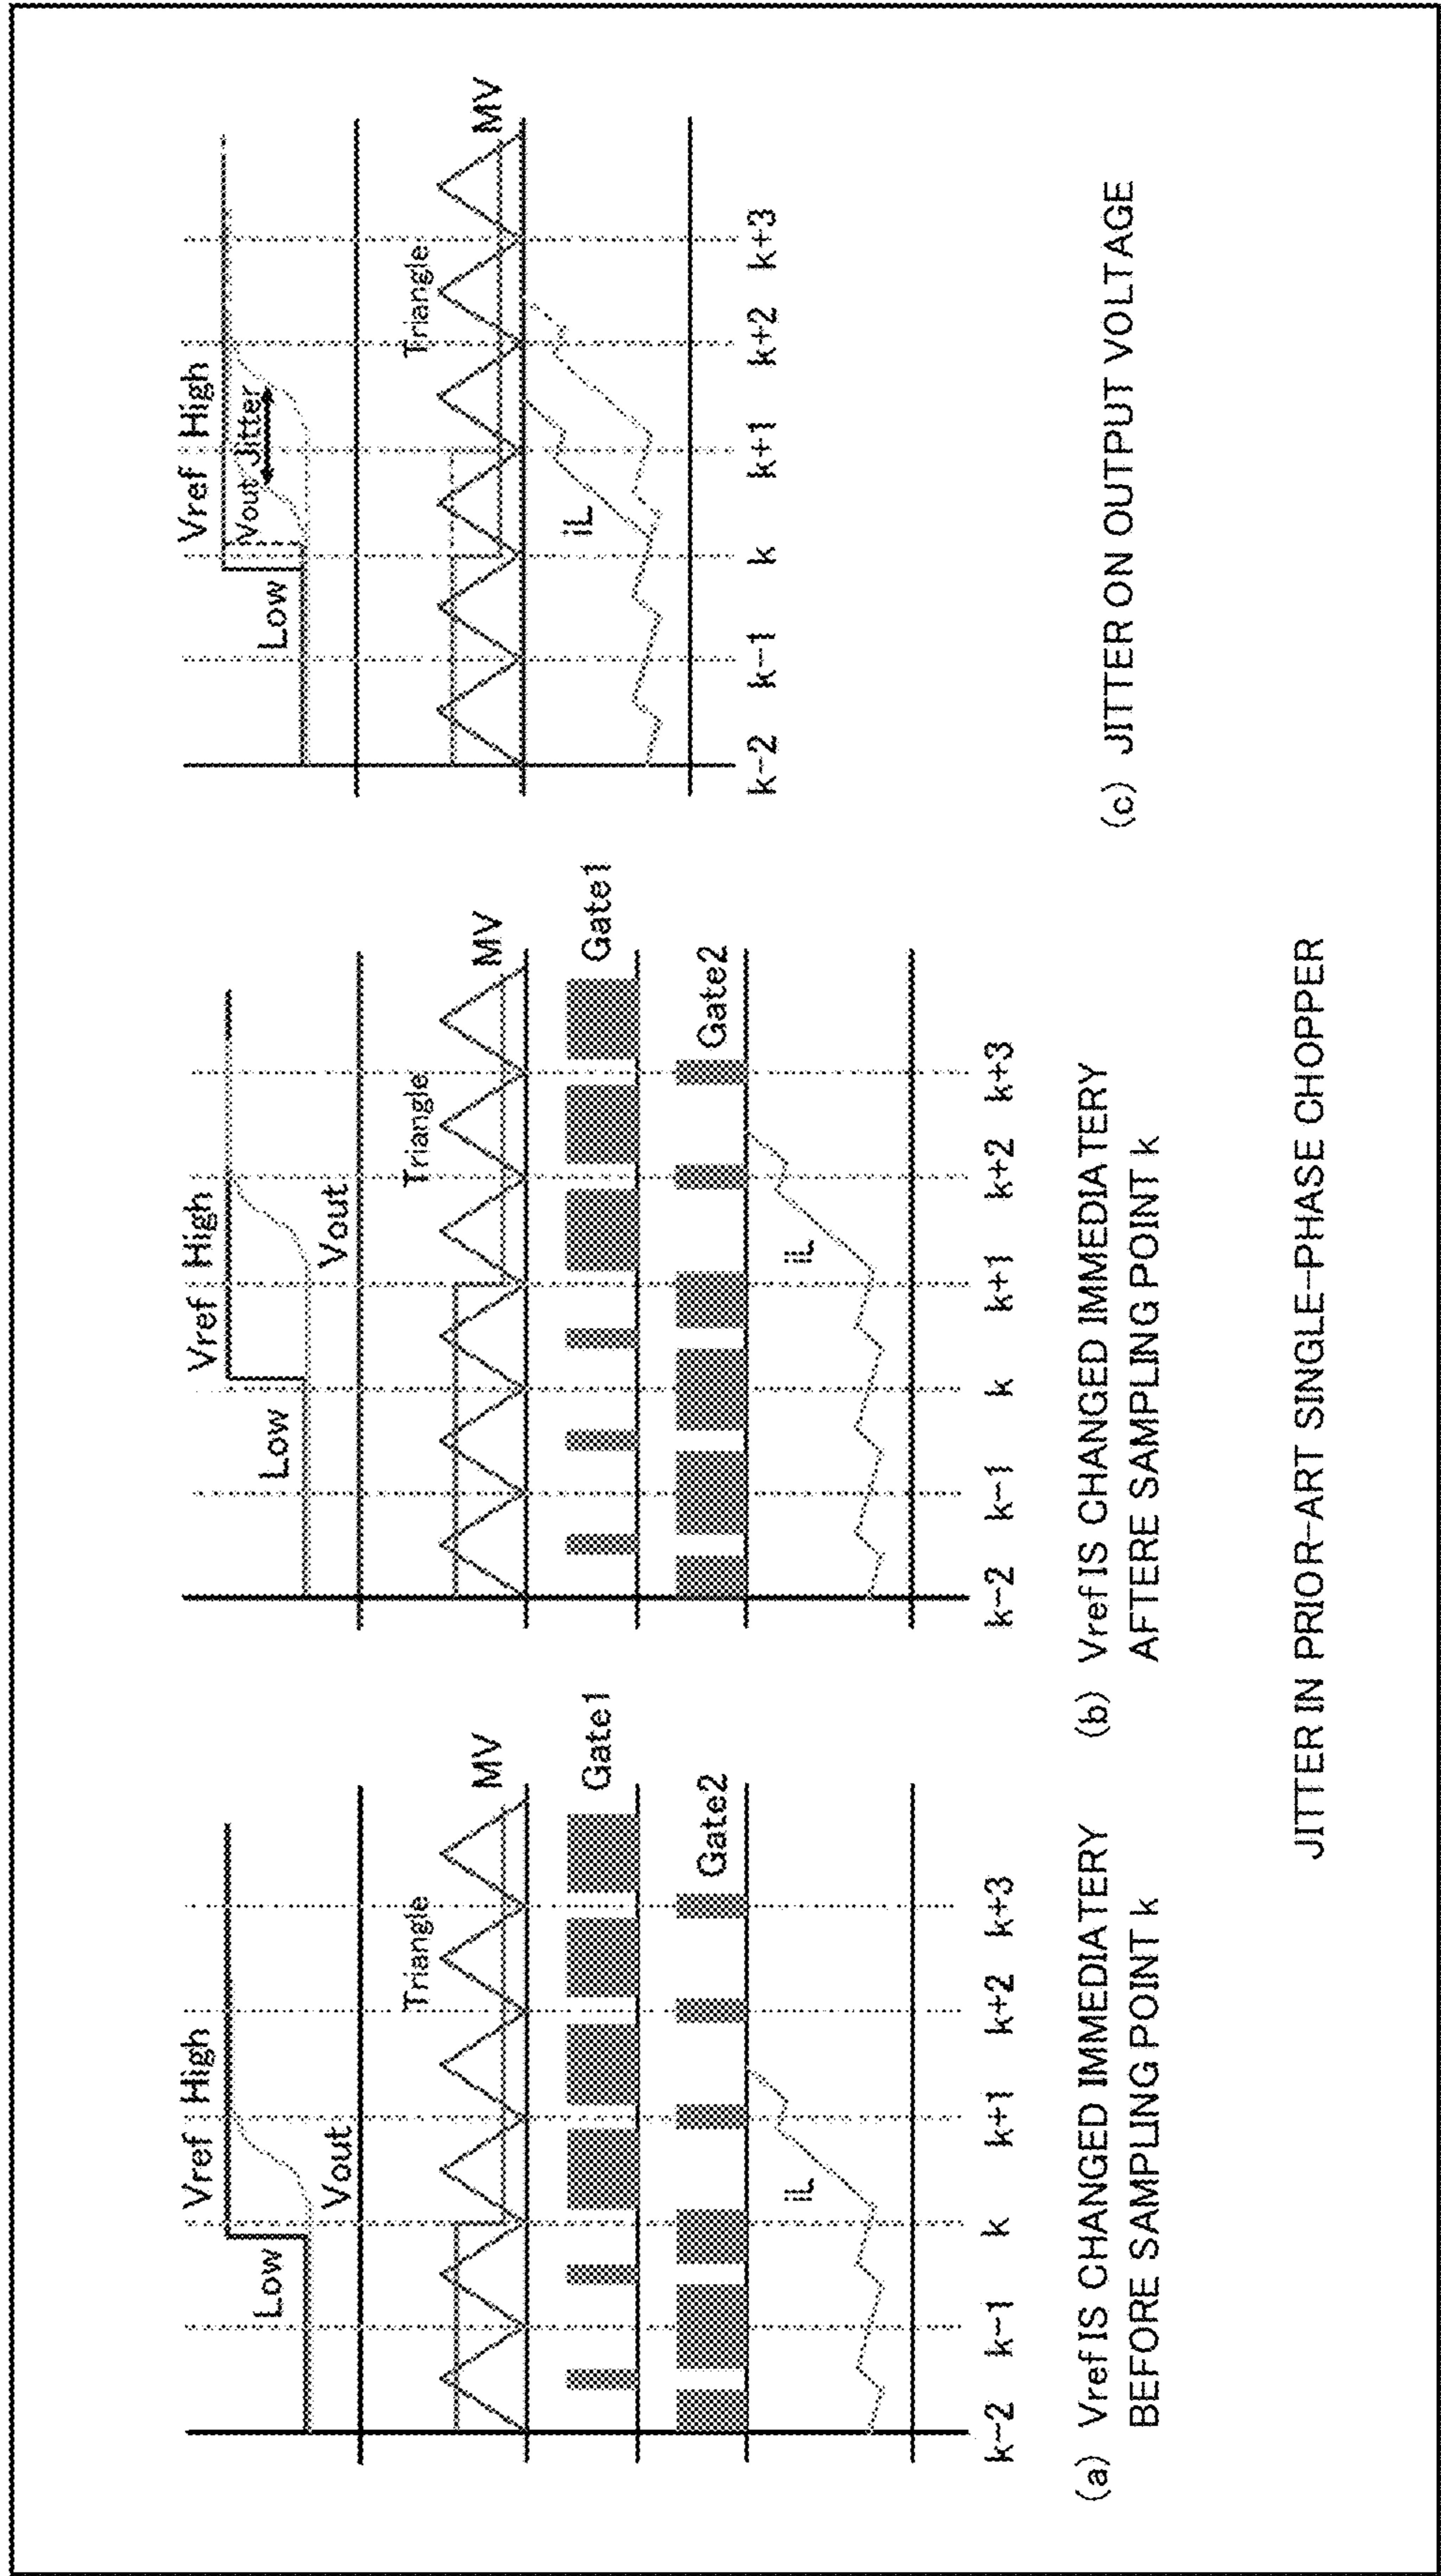 Vref High
Low
Vout
Triangle
MV
Gate1
Gate2
iL
k-2 k-1 k k+1 k+2 k+3
(a) Vref IS CHANGED IMMEDIATERY
BEFORE SAMPLING POINT k
Vref High
Low
Vout
Triangle
MV
Gate1
Gate2
iL
k-2 k-1 k k+1 k+2 k+3
(b) Vref IS CHANGED IMMEDIATERY
AFTERE SAMPLING POINT k
Vref High
Low
Vout Jitter
Triangle
MV
iL
k-2 k-1 k k+1 k+2 k+3
(c) JITTER ON OUTPUT VOLTAGE
JITTER IN PRIOR-ART SINGLE-PHASE CHOPPER